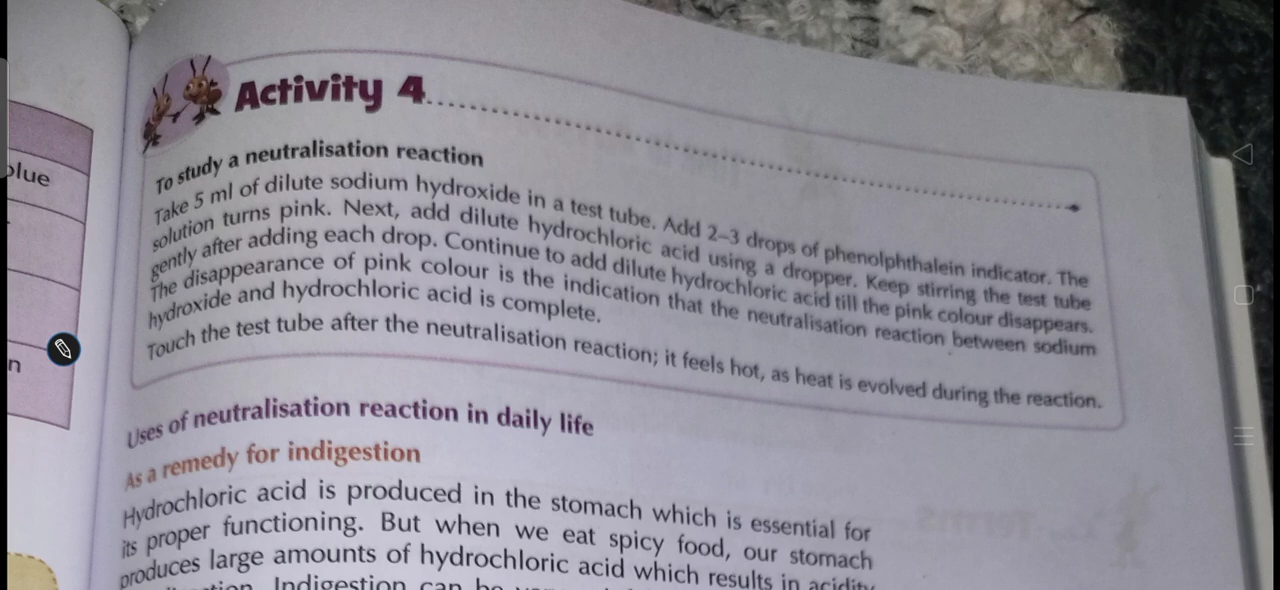 Activity 4
To study a neutralisation reaction
Take 5 ml of dilute sodium hydroxide in a test tube. Add 2–3 drops of phenolphthalein indicator. The
solution turns pink. Next, add dilute hydrochloric acid using a dropper. Keep stirring the test tube
gently after adding each drop. Continue to add dilute hydrochloric acid till the pink colour disappears.
The disappearance of pink colour is the indication that the neutralisation reaction between sodium
hydroxide and hydrochloric acid is complete.
Touch the test tube after the neutralisation reaction; it feels hot, as heat is evolved during the reaction.
Uses of neutralisation reaction in daily life
As a remedy for indigestion
Hydrochloric acid is produced in the stomach which is essential for
its proper functioning. But when we eat spicy food, our stomach
produces large amounts of hydrochloric acid which results in acidity
Indigestion can be